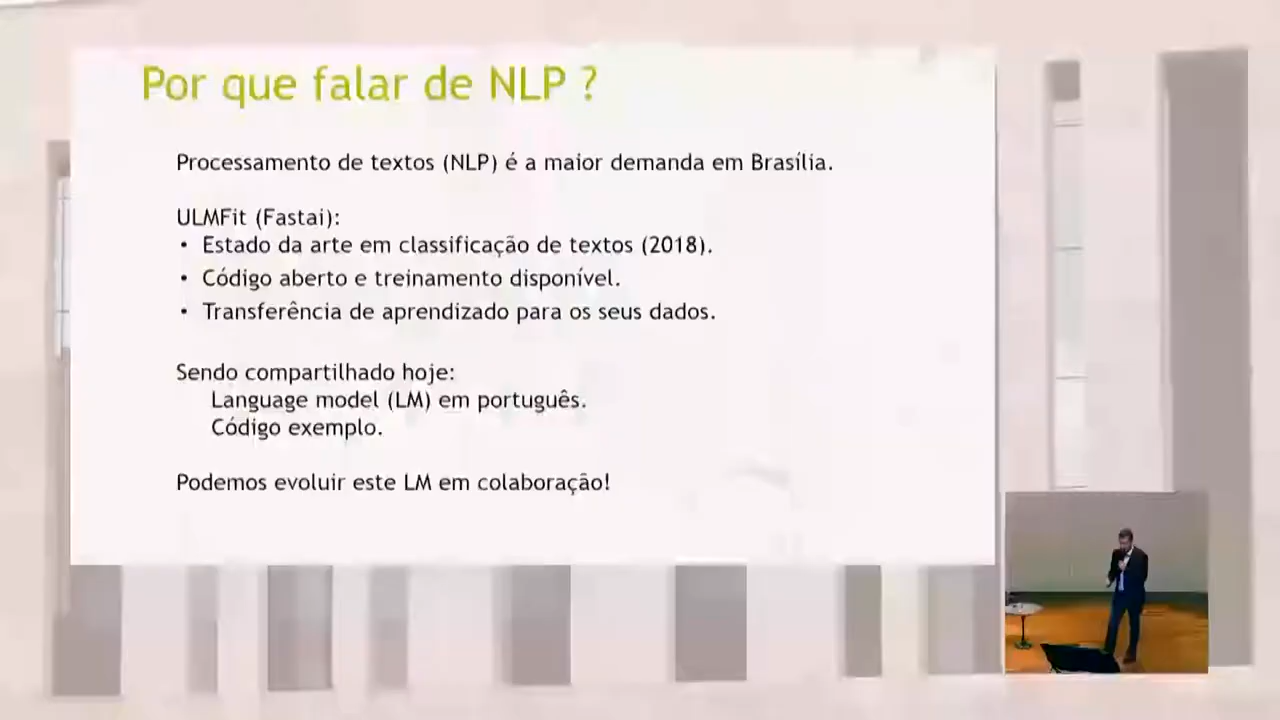 Por que falar de NLP ?
Processamento de textos (NLP) é a maior demanda em Brasília.
ULMFit (Fastai):
• Estado da arte em classificação de textos (2018).
• Código aberto e treinamento disponível.
• Transferência de aprendizado para os seus dados.
Sendo compartilhado hoje:
Language model (LM) em português.
Código exemplo.
Podemos evoluir este LM em colaboração!